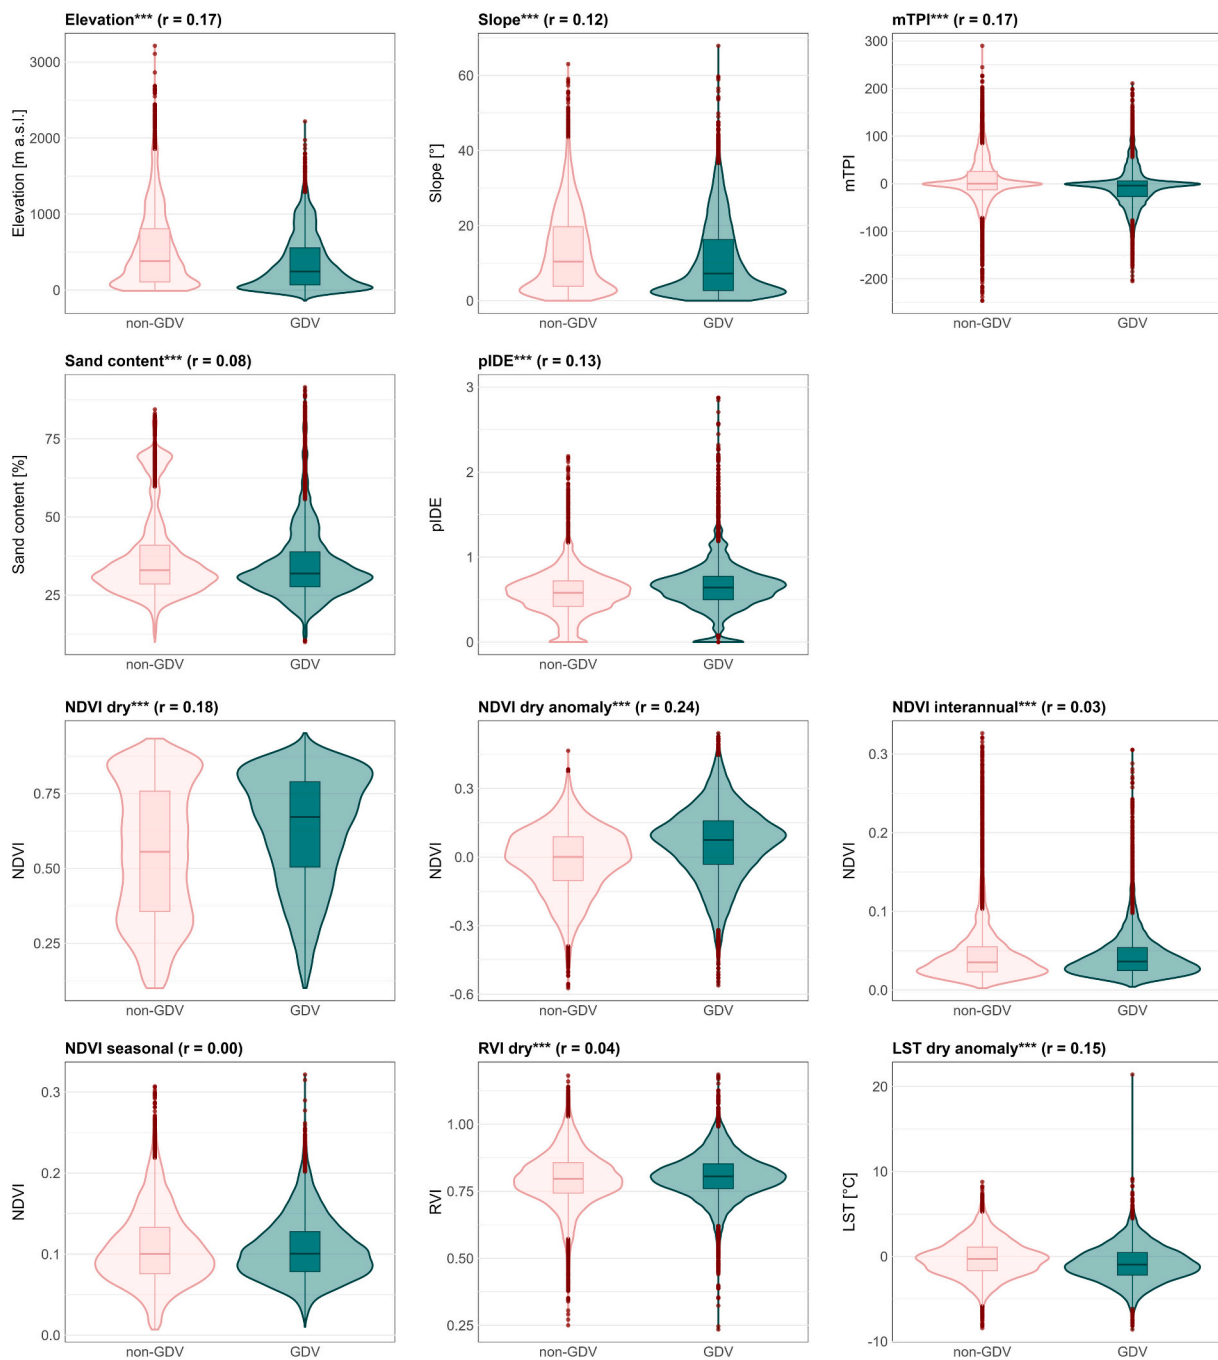 Elevation*** (r = 0.17)
Elevation [m a.s.l.]
3000
2000
1000
0
non-GDV
GDV
Slope*** (r = 0.12)
Slope [°]
60
40
20
0
non-GDV
GDV
mTPI*** (r = 0.17)
mTPI
300
200
100
0
-100
-200
non-GDV
GDV
Sand content*** (r = 0.08)
Sand content [%]
75
50
25
non-GDV
GDV
pIDE*** (r = 0.13)
pIDE
3
2
1
0
non-GDV
GDV
NDVI dry*** (r = 0.18)
NDVI
0.75
0.50
0.25
non-GDV
GDV
NDVI dry anomaly*** (r = 0.24)
NDVI
0.3
0.0
-0.3
-0.6
non-GDV
GDV
NDVI interannual*** (r = 0.03)
NDVI
0.3
0.2
0.1
0.0
non-GDV
GDV
NDVI seasonal (r = 0.00)
NDVI
0.3
0.2
0.1
0.0
non-GDV
GDV
RVI dry*** (r = 0.04)
RVI
1.00
0.75
0.50
0.25
non-GDV
GDV
LST dry anomaly*** (r = 0.15)
LST [°C]
20
10
0
-10
non-GDV
GDV